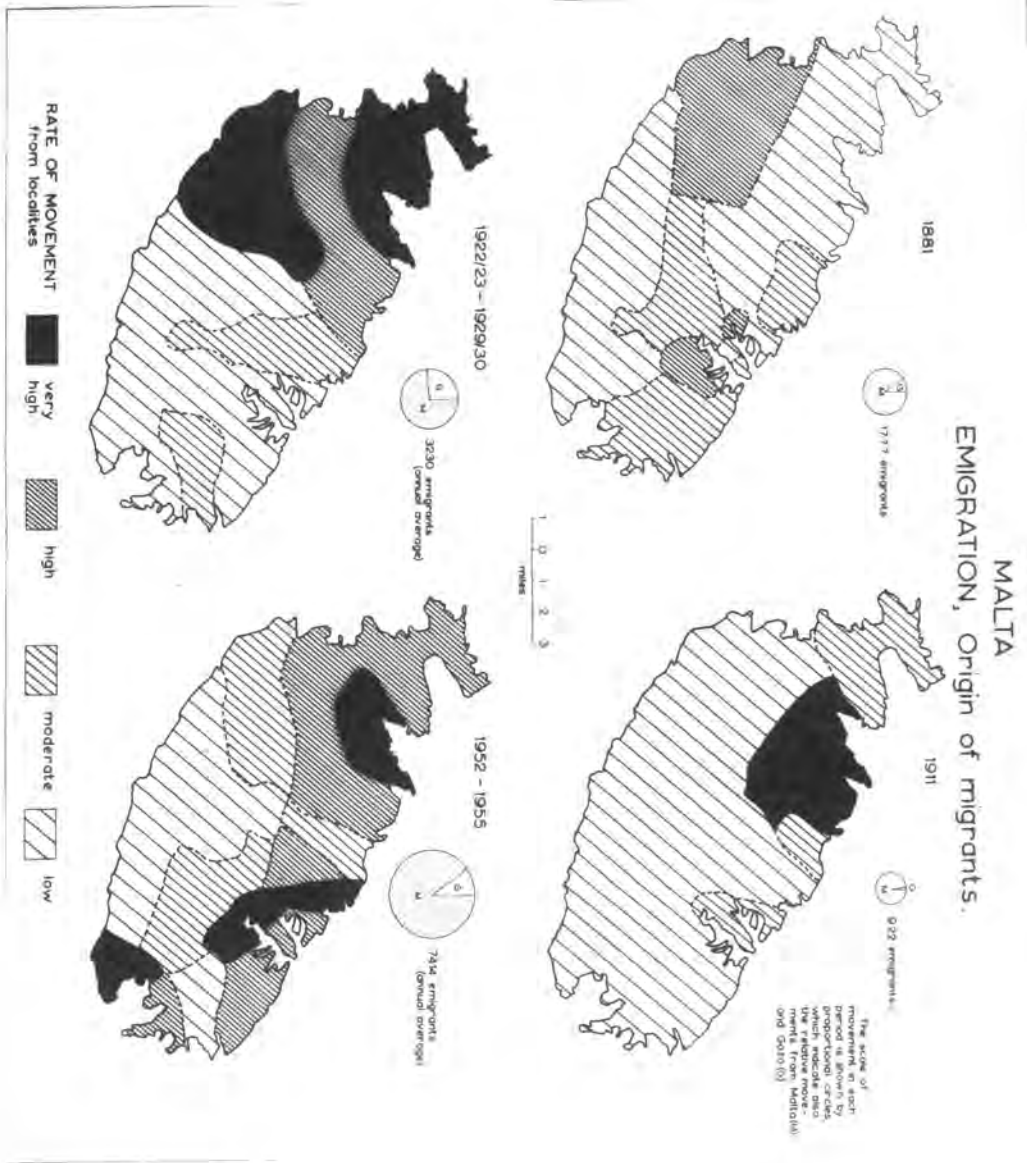 MALTA
EMIGRATION, Origin of migrants.
1881
G
M
1777 emigrants
1911
G
M
922 emigrants
The scale of
movement in each
period is shown by
proportional circles,
which indicate also
the relative move-
ments from Malta(M)
and Gozo(G)
1 0 1 2 3
miles
1922/23 - 1929/30
G
M
3230 emigrants
(annual average)
1952 - 1955
G
M
7414 emigrants
(annual average)
RATE OF MOVEMENT
from localities
very
high
high
moderate
low